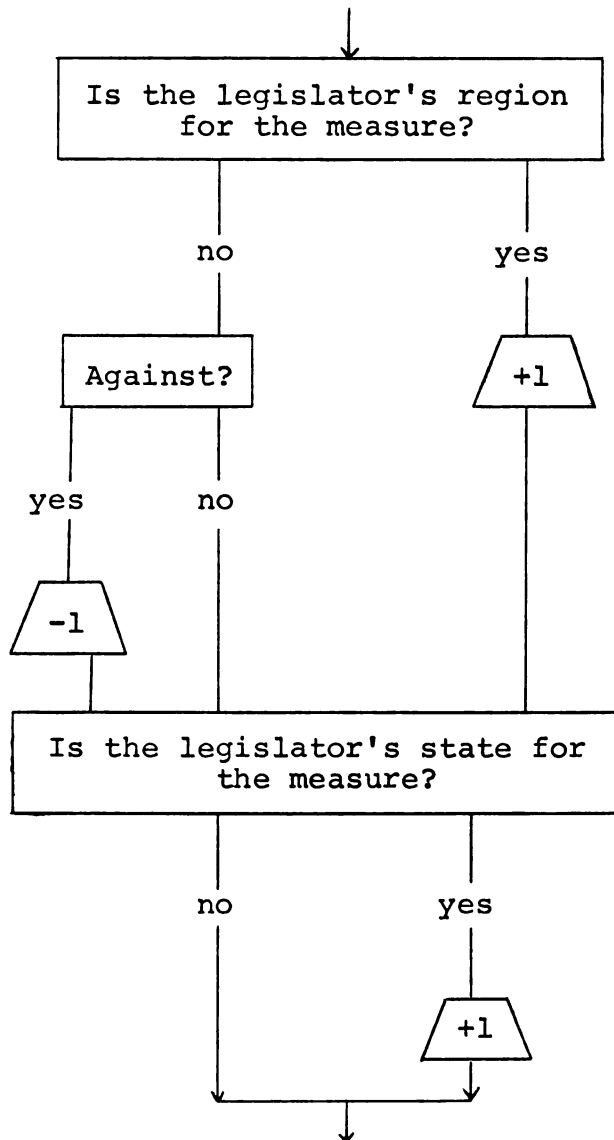 Is the legislator's region
for the measure?
no
yes
Against?
+1
yes
no
-1
Is the legislator's state for
the measure?
no
yes
+1